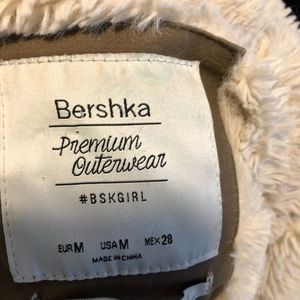 Bershka
Premium
Outerwear
#BSKGIRL
EUR M USA M MEX 28
MADE IN CHINA